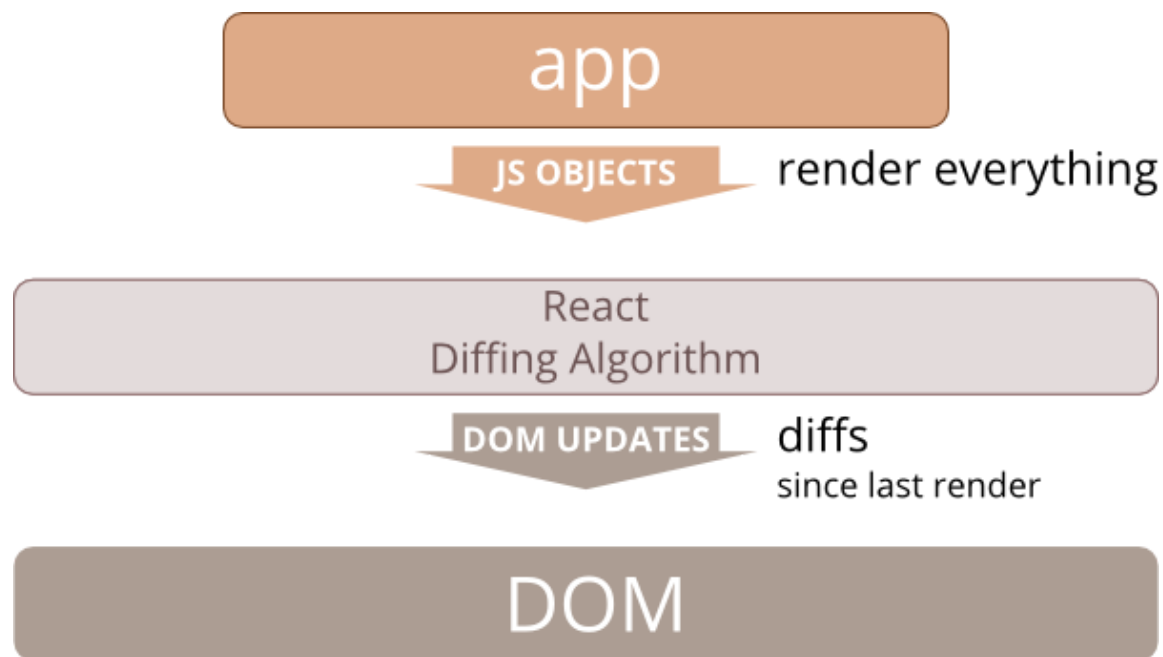 app
JS OBJECTS
render everything
React
Diffing Algorithm
DOM UPDATES
diffs
since last render
DOM